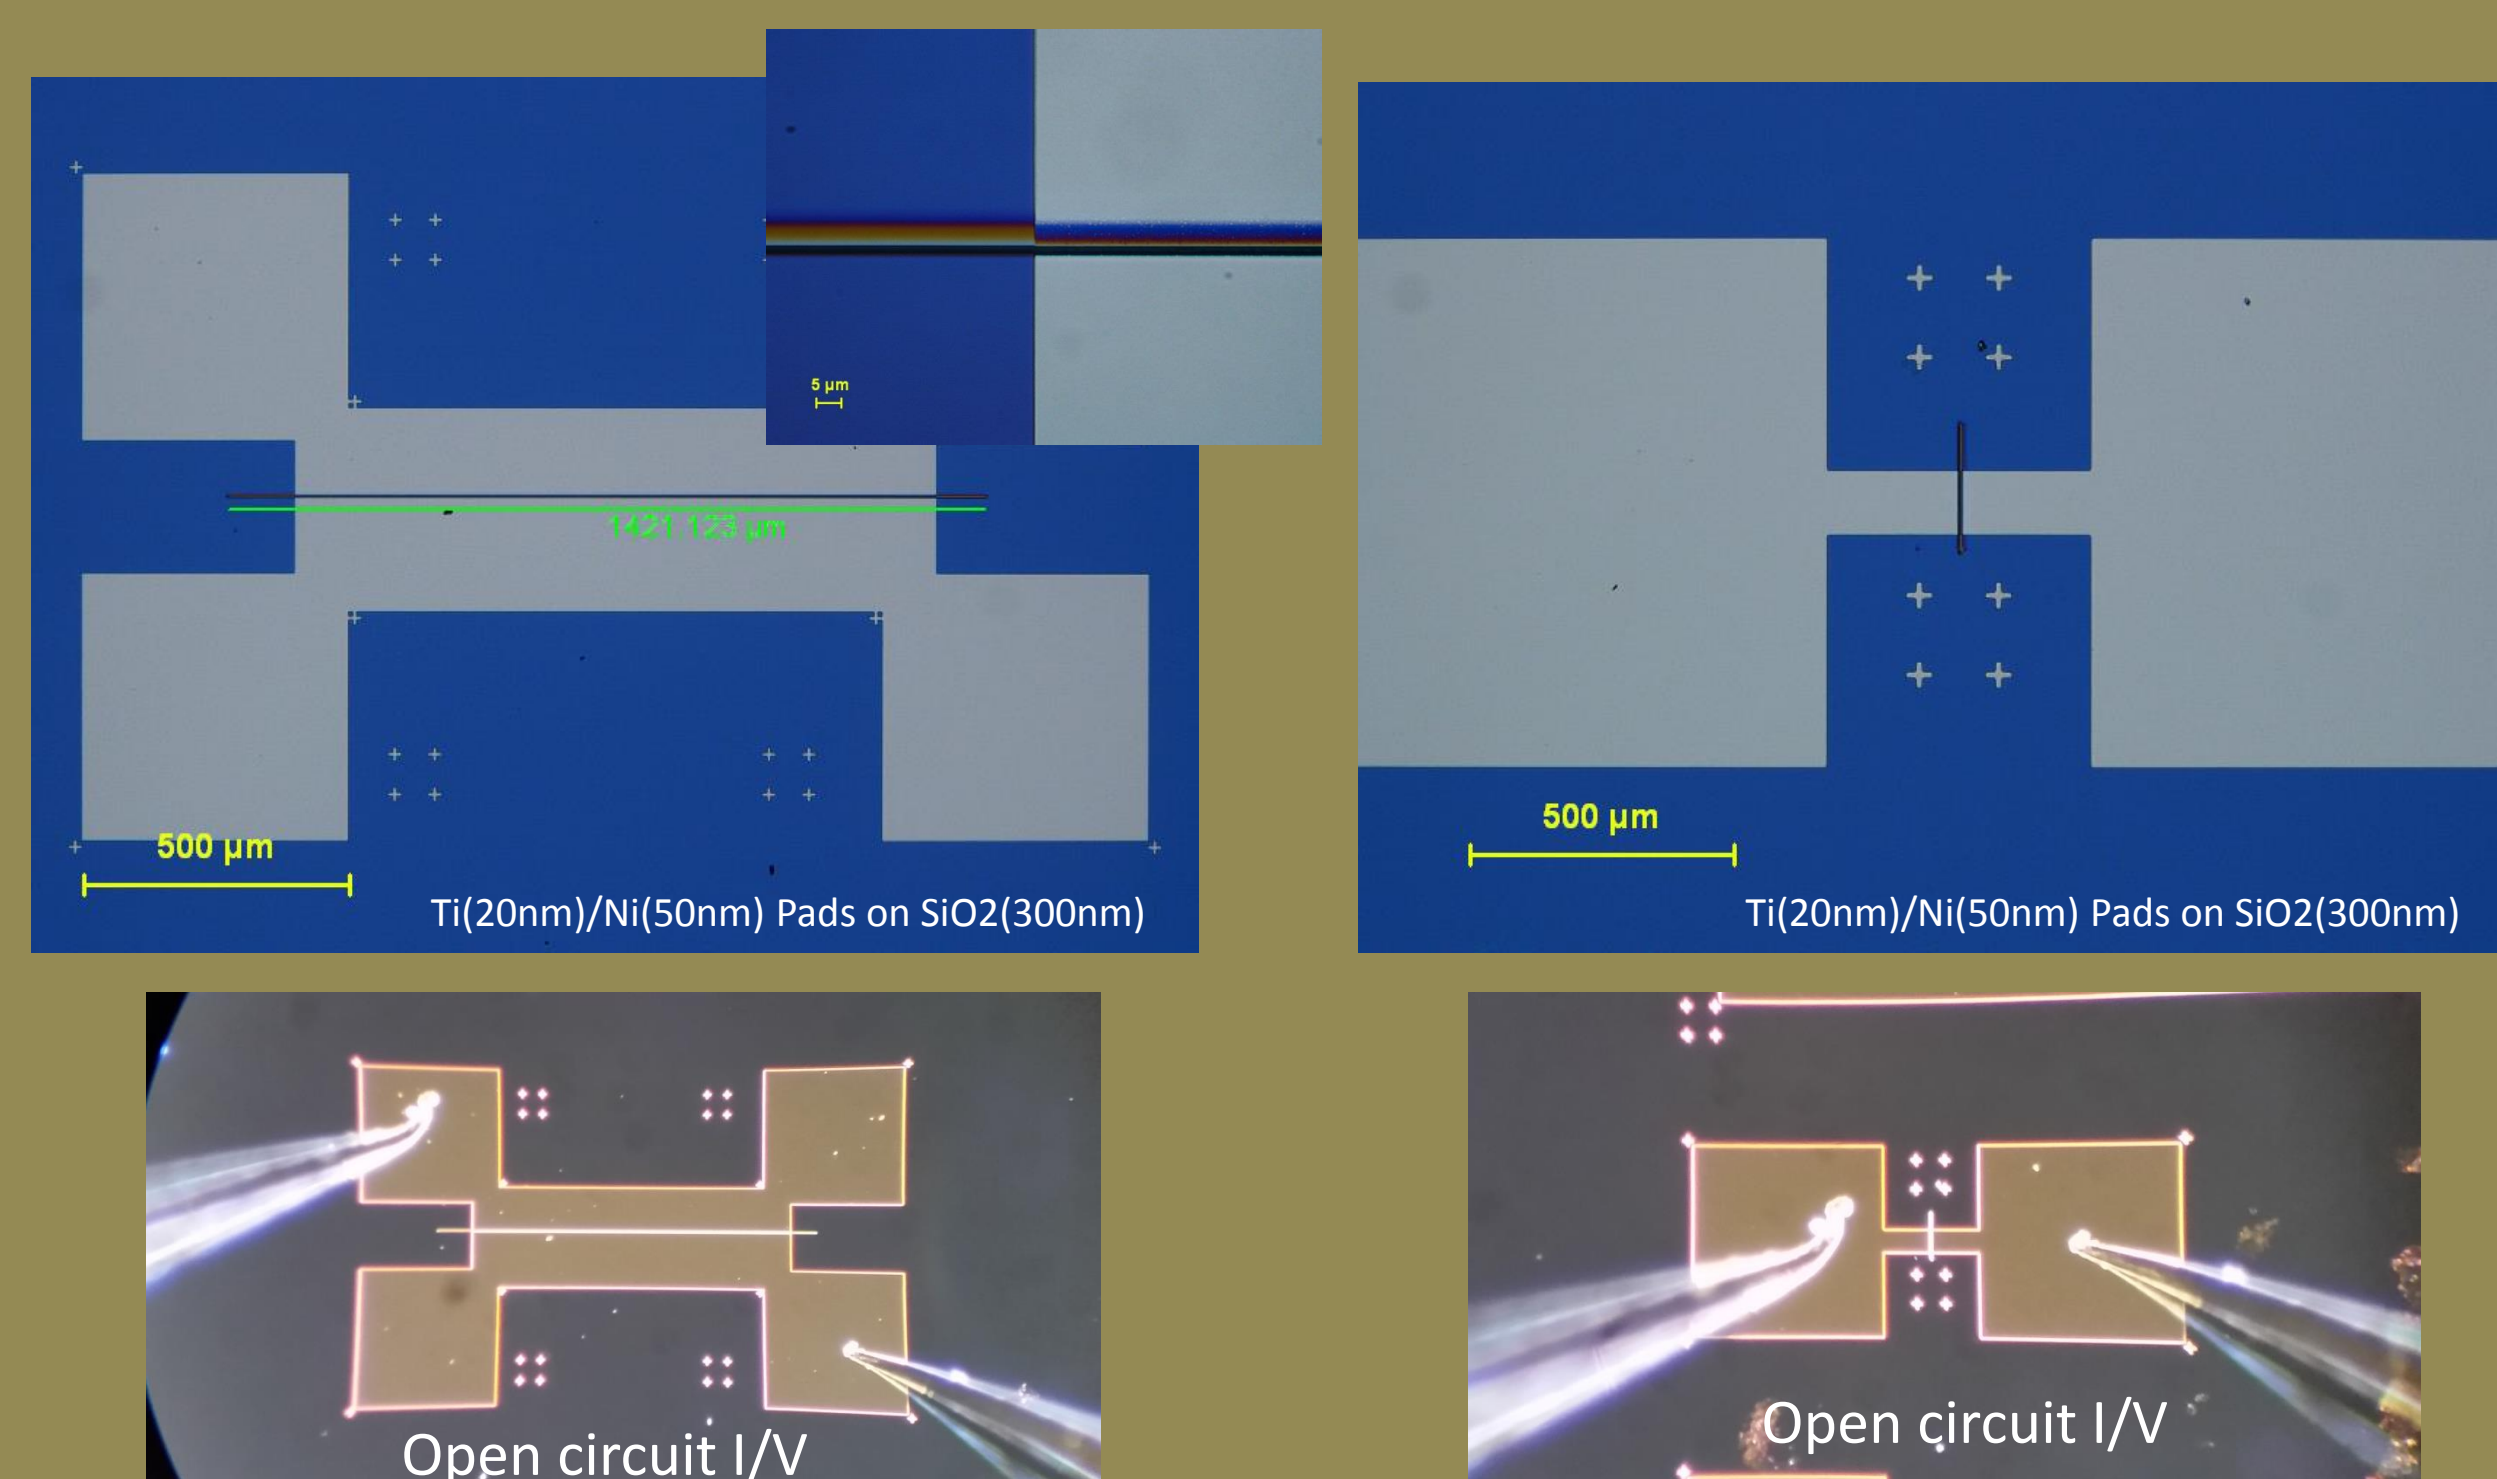 5 µm
1421.123 µm
500 µm
Ti(20nm)/Ni(50nm) Pads on SiO2(300nm)
500 µm
Ti(20nm)/Ni(50nm) Pads on SiO2(300nm)
Open circuit I/V
Open circuit I/V